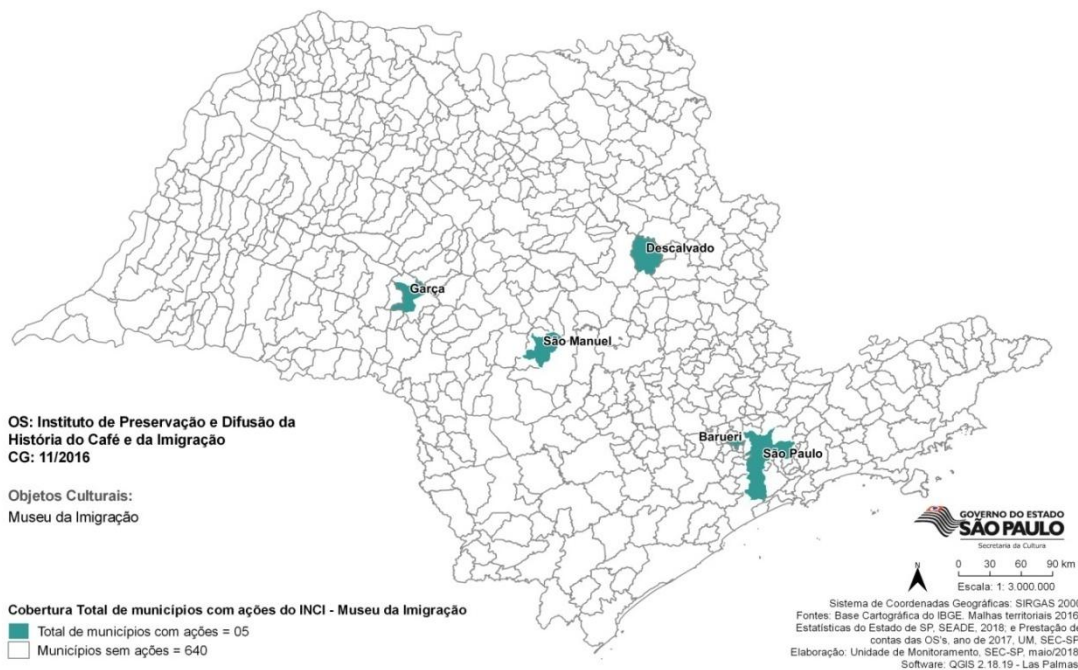 Descalvado
Garça
São Manuel
Barueri
São Paulo
OS: Instituto de Preservação e Difusão da
História do Café e da Imigração
CG: 11/2016
Objetos Culturais:
Museu da Imigração
Cobertura Total de municípios com ações do INCI - Museu da Imigração
Total de municípios com ações = 05
Municípios sem ações = 640
GOVERNO DO ESTADO
SÃO PAULO
Secretaria da Cultura
N
0 30 60 90 km
Escala: 1: 3.000.000
Sistema de Coordenadas Geográficas: SIRGAS 2000
Fontes: Base Cartográfica do IBGE, Malhas territoriais 2016
Estatísticas do Estado de SP, SEADE, 2018; e Prestação de
contas das OS's, ano de 2017, UM, SEC-SP
Elaboração: Unidade de Monitoramento, SEC-SP, maio/2018
Software: QGIS 2.18.19 - Las Palmas